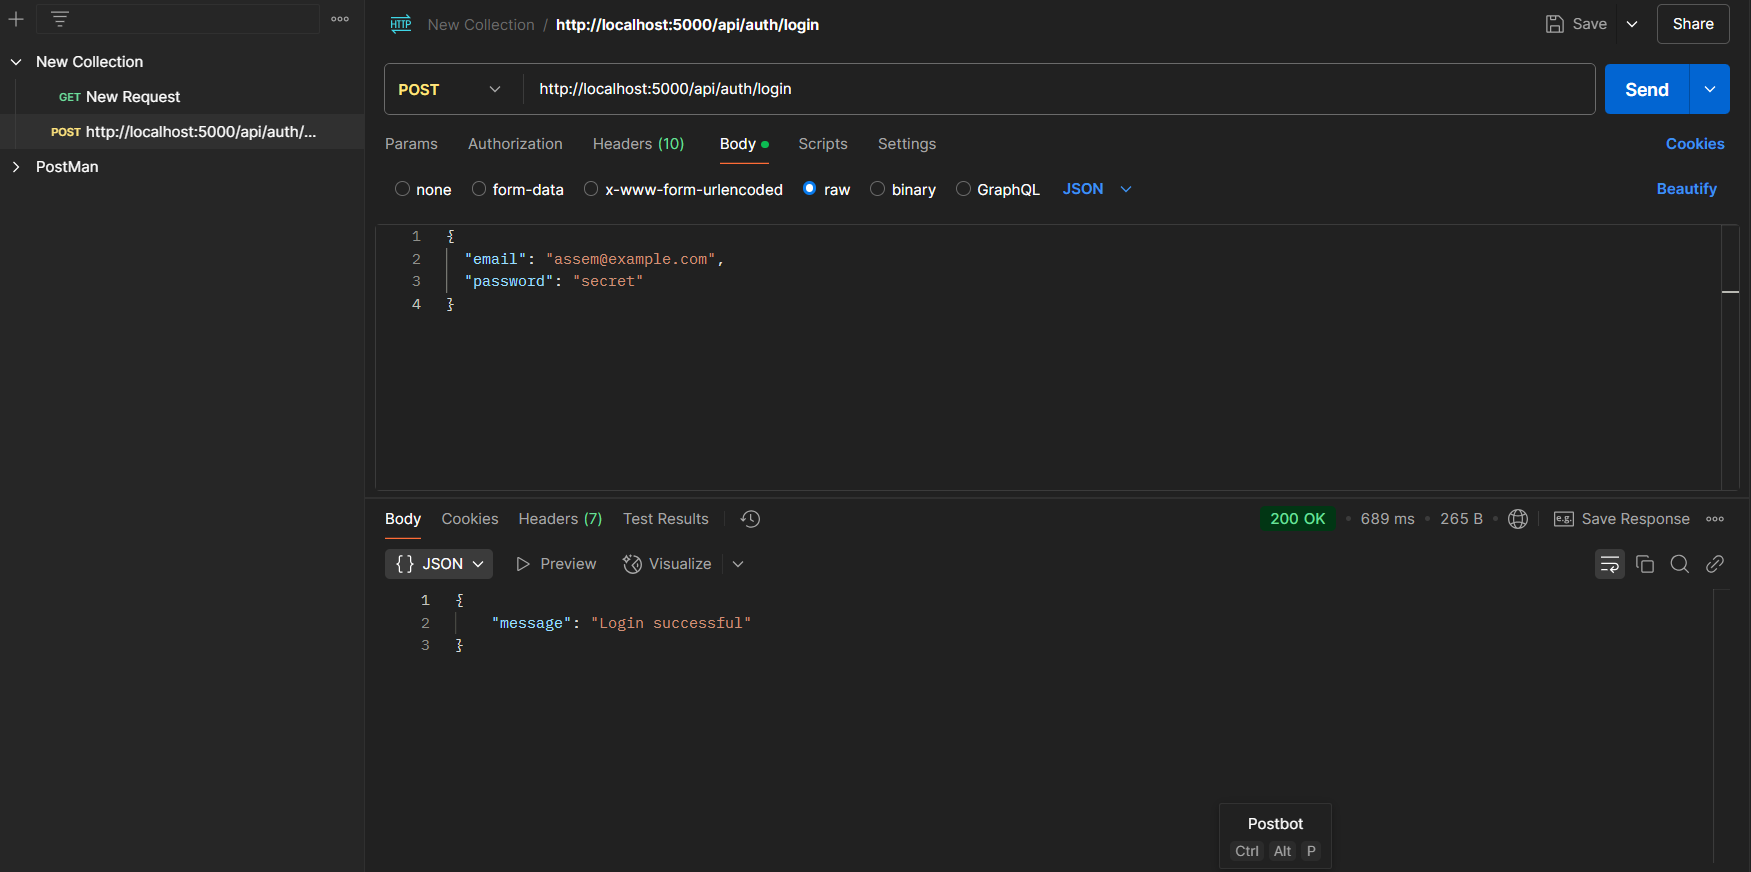 New Collection
GET New Request
POST http://localhost:5000/api/auth/...
PostMan
HTTP New Collection / http://localhost:5000/api/auth/login
Save
Share
POST http://localhost:5000/api/auth/login
Send
Params Authorization Headers (10) Body Scripts Settings Cookies
none form-data x-www-form-urlencoded raw binary GraphQL JSON Beautify
1 {
2 "email": "assem@example.com",
3 "password": "secret"
4 }
Body Cookies Headers (7) Test Results 200 OK 689 ms 265 B e.g. Save Response
{} JSON Preview Visualize
1 {
2 "message": "Login successful"
3 }
Postbot
Ctrl Alt P